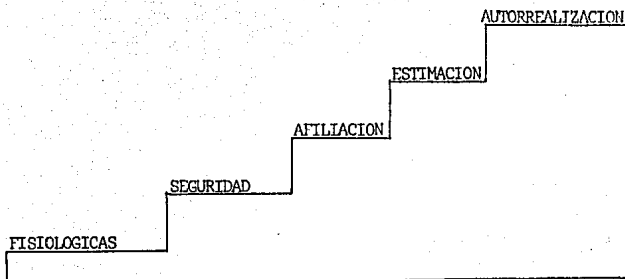 AUTORREALIZACION
ESTIMACION
AFILIACION
SEGURIDAD
FISIOLOGICAS